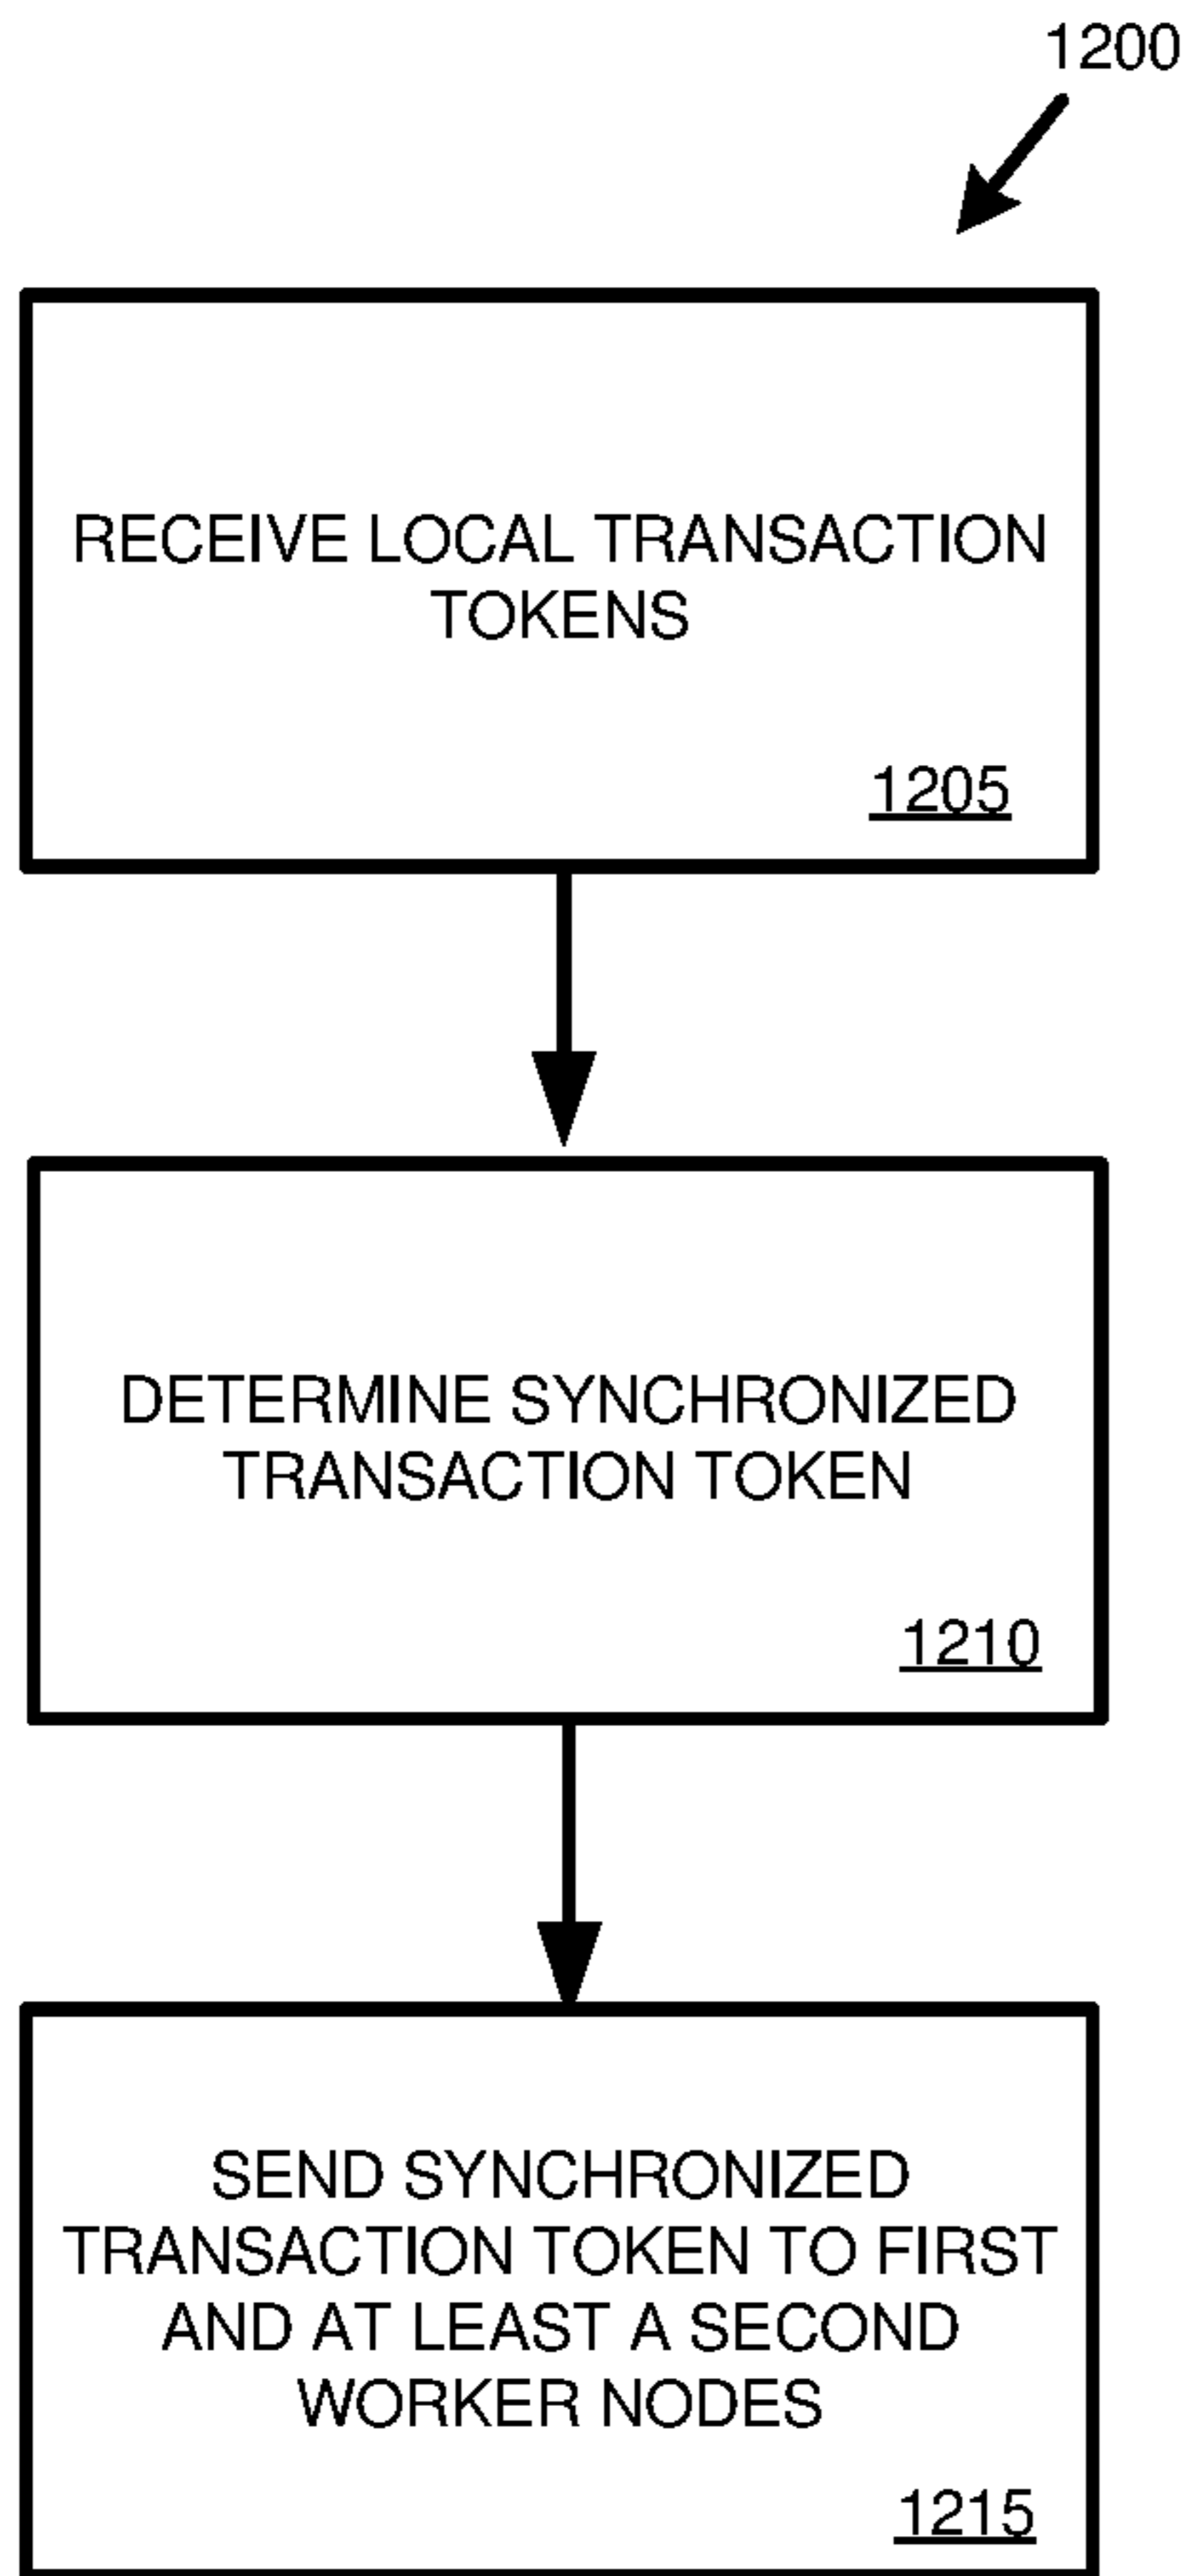 1200
RECEIVE LOCAL TRANSACTION
TOKENS
1205
DETERMINE SYNCHRONIZED
TRANSACTION TOKEN
1210
SEND SYNCHRONIZED
TRANSACTION TOKEN TO FIRST
AND AT LEAST A SECOND
WORKER NODES
1215